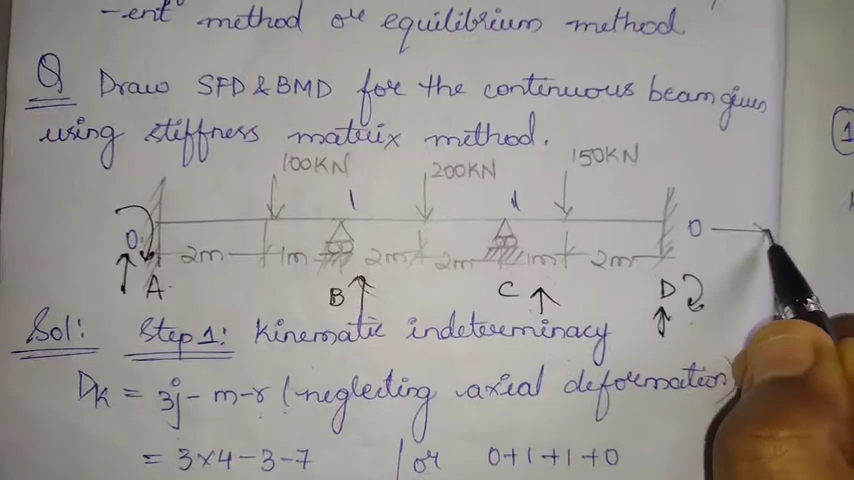 -ent method or equilibrium method.
Q Draw SFD & BMD for the continuous beam given
using stiffness matrix method.
100KN 200KN 150KN
1 1
0 0
2m 1m 2m 2m 1m 2m
A B C D
Sol: Step 1: Kinematic indeterminacy
DK = 3j - m - r (neglecting axial deformation)
= 3×4-3-7 / or 0+1+1+0